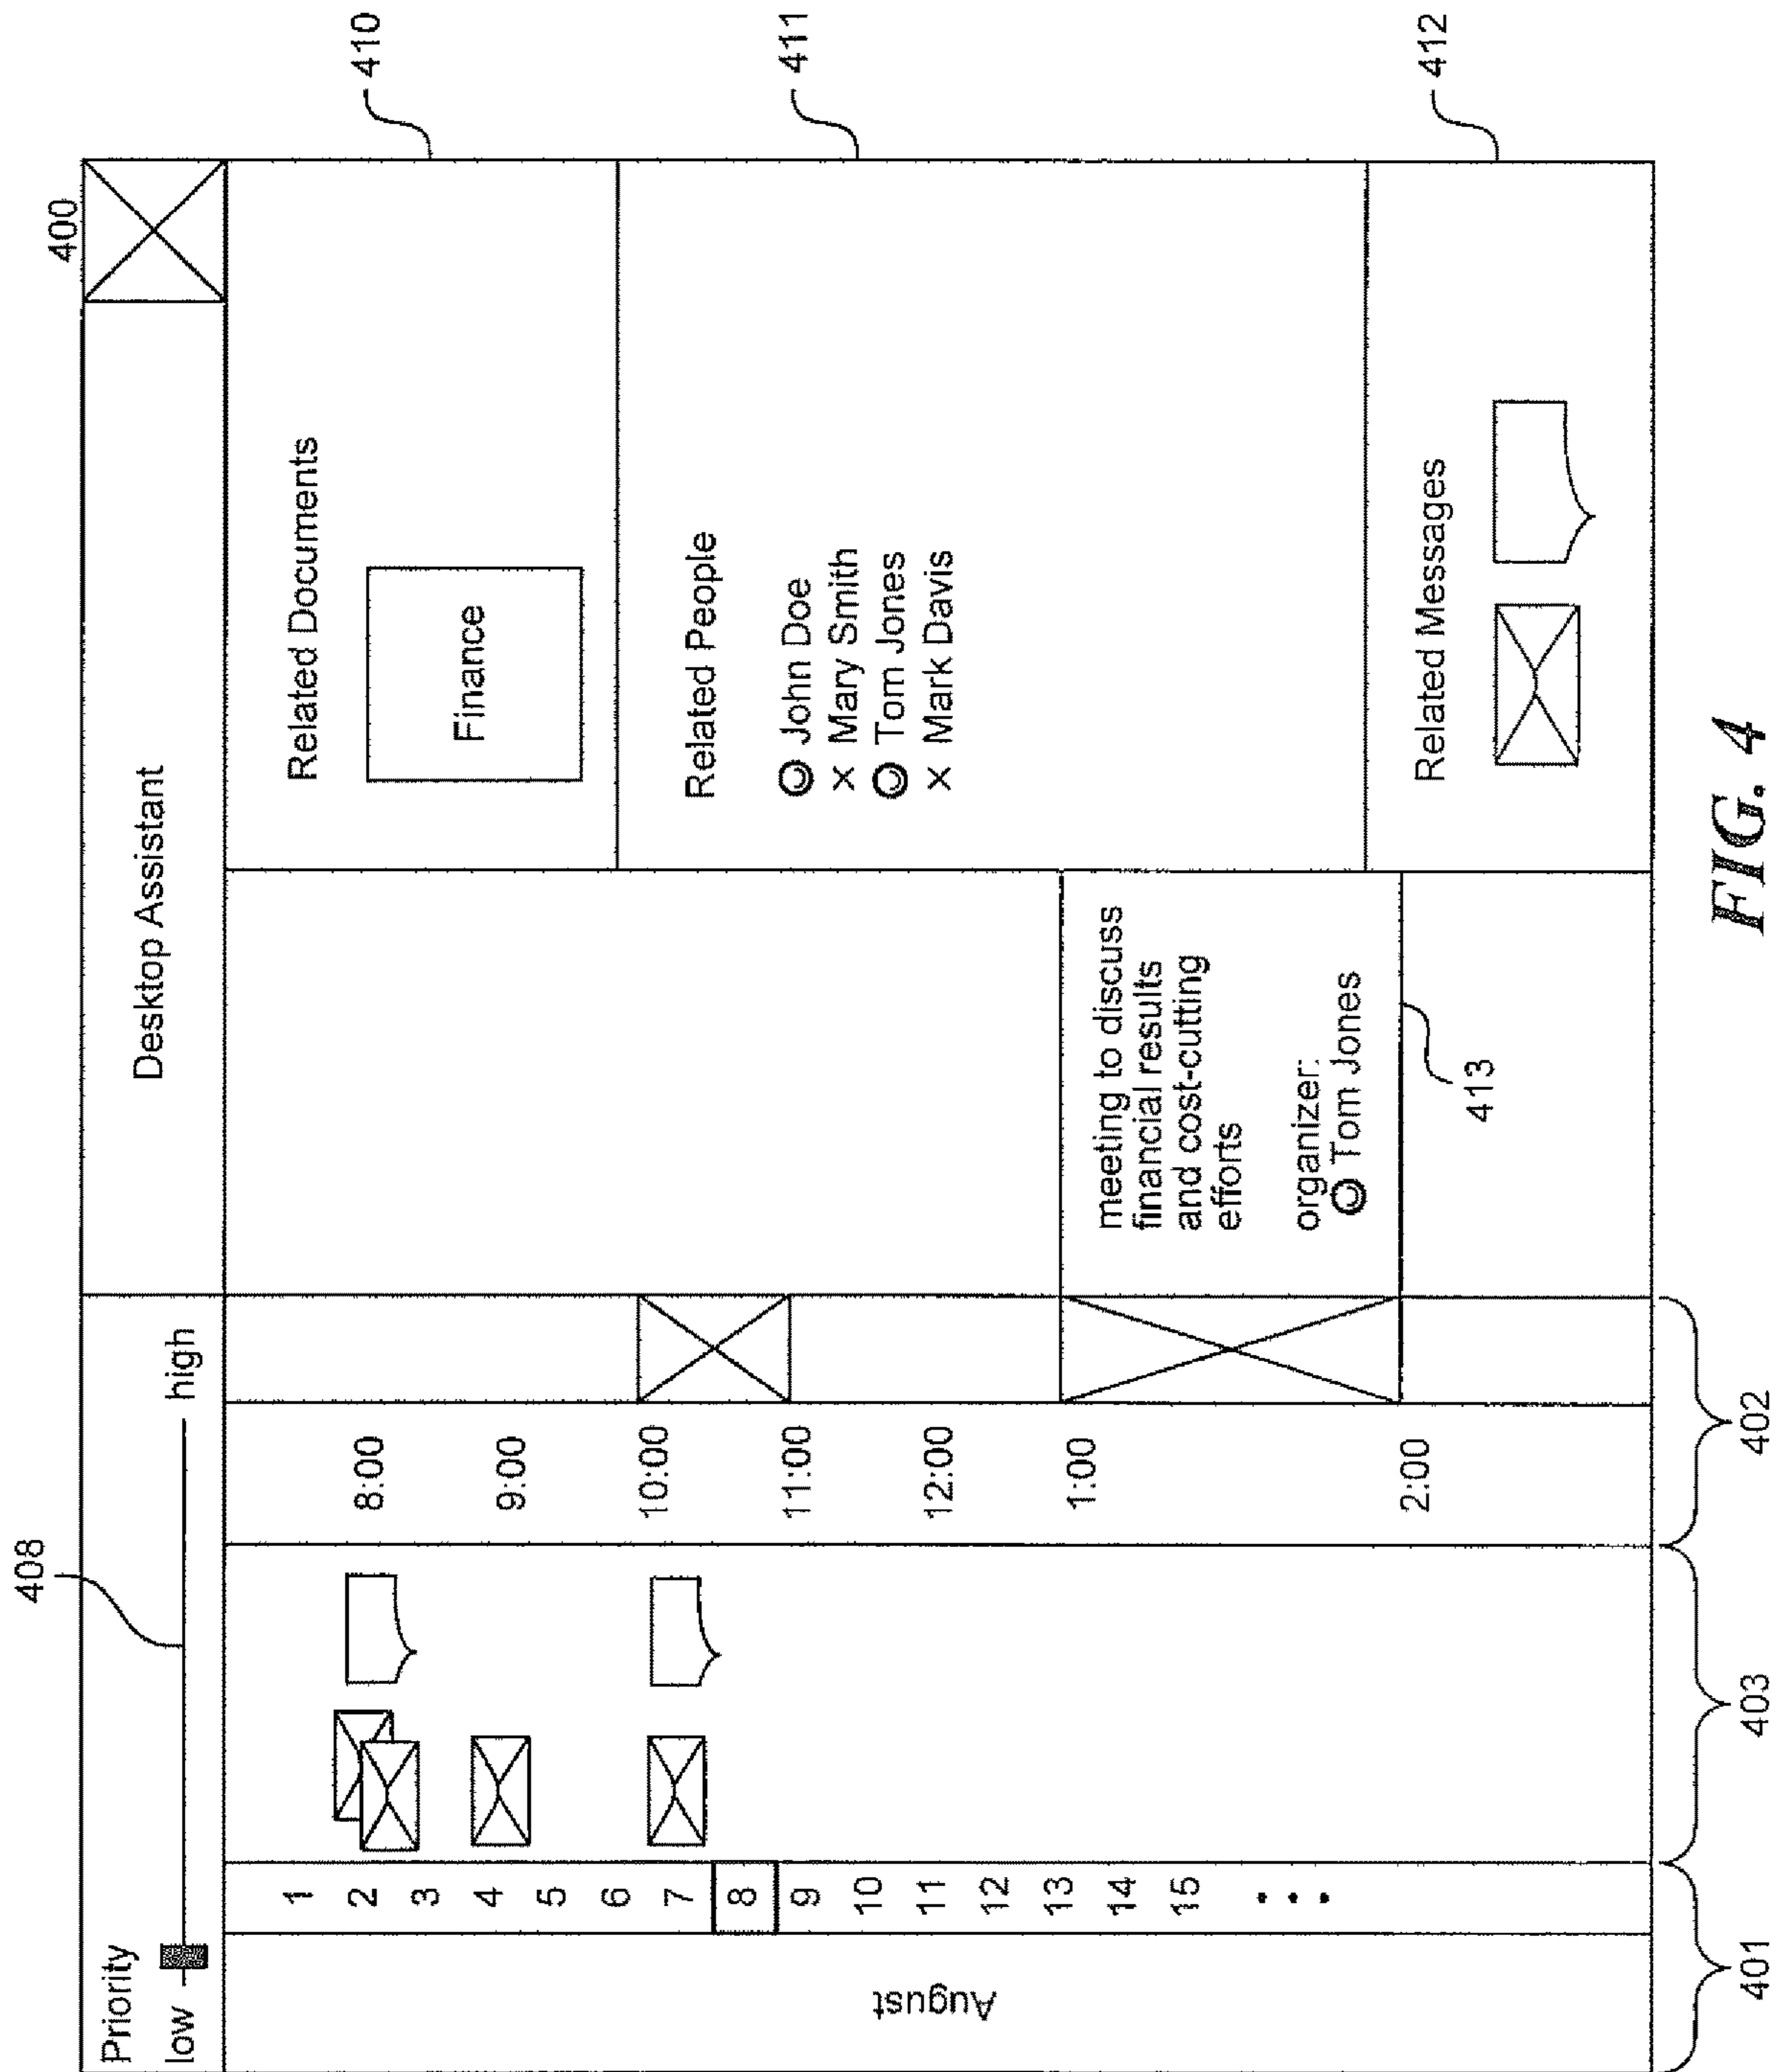 400
408
Priority
low
high
Desktop Assistant
August
1
2
3
4
5
6
7
8
9
10
11
12
13
14
15
8:00
9:00
10:00
11:00
12:00
1:00
2:00
meeting to discuss
financial results
and cost-cutting
efforts
organizer:
Tom Jones
413
Related Documents
Finance
410
Related People
John Doe
× Mary Smith
Tom Jones
× Mark Davis
411
Related Messages
412
401
403
402
FIG. 4